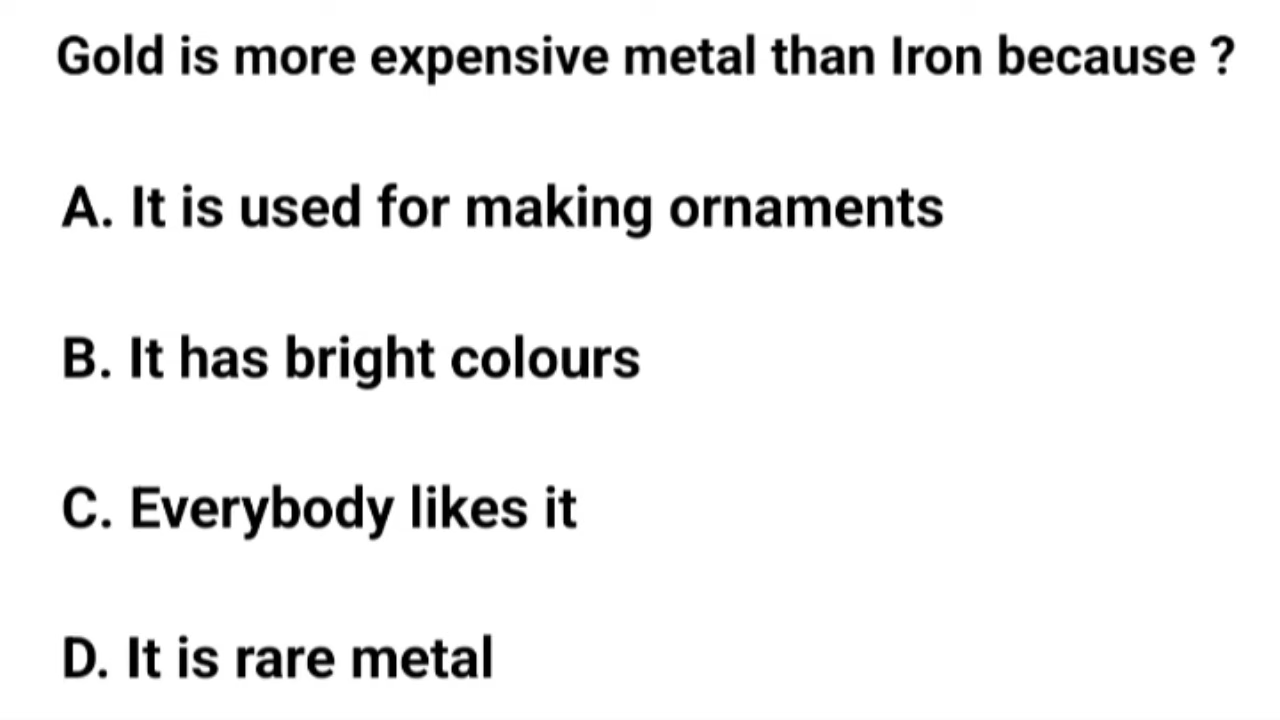 Gold is more expensive metal than Iron because ?
A. It is used for making ornaments
B. It has bright colours
C. Everybody likes it
D. It is rare metal